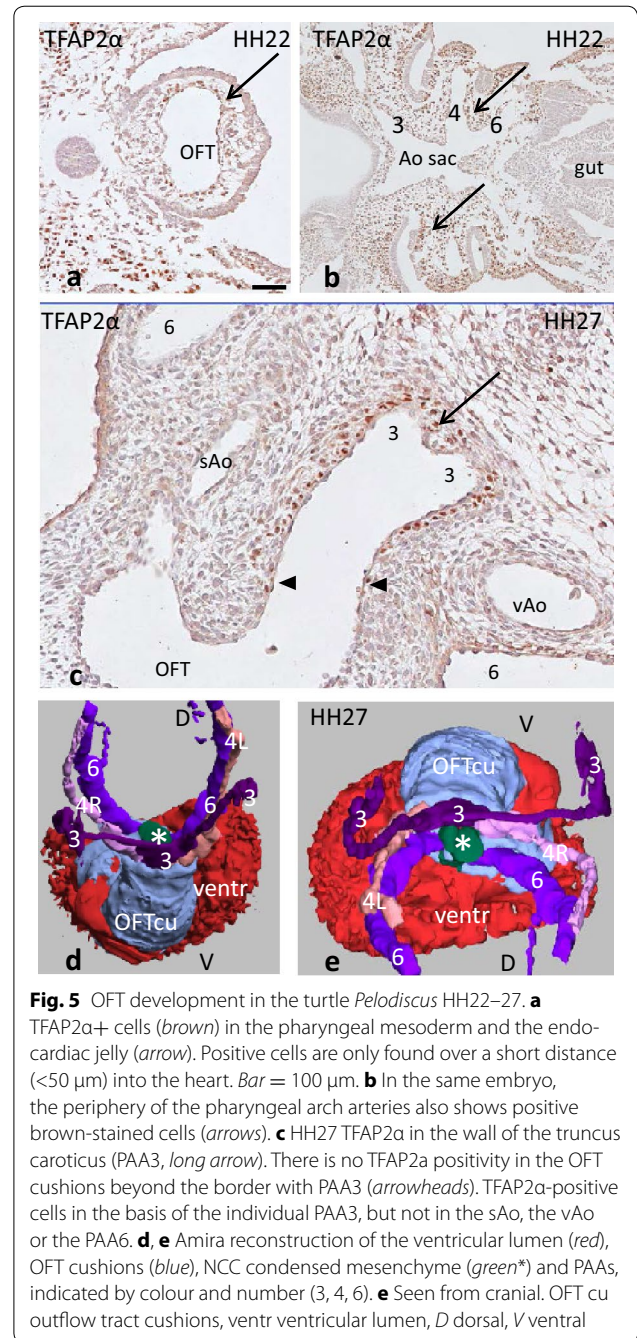 TFAP2α HH22
OFT
a
TFAP2α HH22
3 4 6
Ao sac
gut
b
TFAP2α 6 HH27
3
sAo 3
vAo
OFT 6
c
D
4L
6
6 3
4R
3 * 3
ventr
OFTcu
d V
HH27 V
OFTcu 3
3
* 4R
4L 6
ventr
6
e D
Fig. 5 OFT development in the turtle Pelodiscus HH22–27. a
TFAP2α+ cells (brown) in the pharyngeal mesoderm and the endo-
cardiac jelly (arrow). Positive cells are only found over a short distance
(<50 μm) into the heart. Bar = 100 μm. b In the same embryo,
the periphery of the pharyngeal arch arteries also shows positive
brown-stained cells (arrows). c HH27 TFAP2α in the wall of the truncus
caroticus (PAA3, long arrow). There is no TFAP2a positivity in the OFT
cushions beyond the border with PAA3 (arrowheads). TFAP2α-positive
cells in the basis of the individual PAA3, but not in the sAo, the vAo
or the PAA6. d, e Amira reconstruction of the ventricular lumen (red),
OFT cushions (blue), NCC condensed mesenchyme (green*) and PAAs,
indicated by colour and number (3, 4, 6). e Seen from cranial. OFT cu
outflow tract cushions, ventr ventricular lumen, D dorsal, V ventral